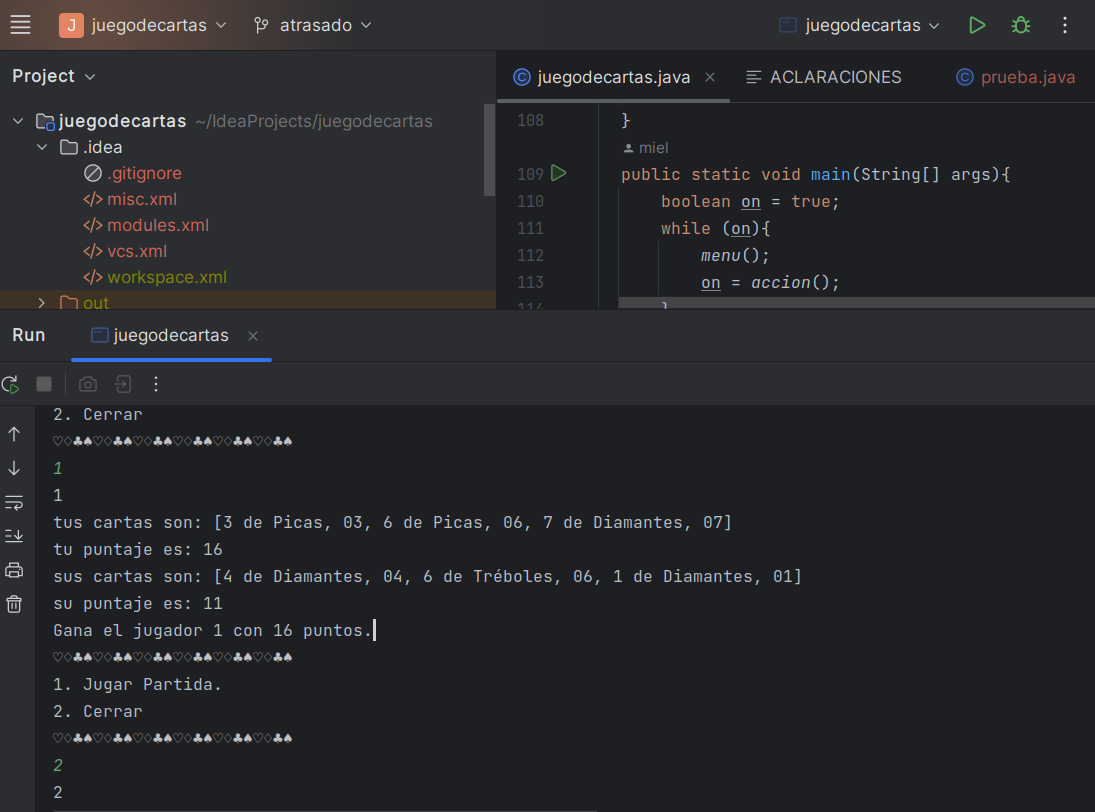 J juegodecartas atrasado juegodecartas
Project
juegodecartas.java ACLARACIONES prueba.java
juegodecartas ~/IdeaProjects/juegodecartas
.idea
.gitignore
misc.xml
modules.xml
vcs.xml
workspace.xml
out
108 }
miel
109 public static void main(String[] args){
110 boolean on = true;
111 while (on){
112 menu();
113 on = accion();
114 }
Run juegodecartas
2. Cerrar
♡♢♣♠♡♢♣♠♡♢♣♠♡♢♣♠♡♢♣♠♡♢♣♠
1
1
tus cartas son: [3 de Picas, 03, 6 de Picas, 06, 7 de Diamantes, 07]
tu puntaje es: 16
sus cartas son: [4 de Diamantes, 04, 6 de Tréboles, 06, 1 de Diamantes, 01]
su puntaje es: 11
Gana el jugador 1 con 16 puntos.
♡♢♣♠♡♢♣♠♡♢♣♠♡♢♣♠♡♢♣♠♡♢♣♠
1. Jugar Partida.
2. Cerrar
♡♢♣♠♡♢♣♠♡♢♣♠♡♢♣♠♡♢♣♠♡♢♣♠
2
2